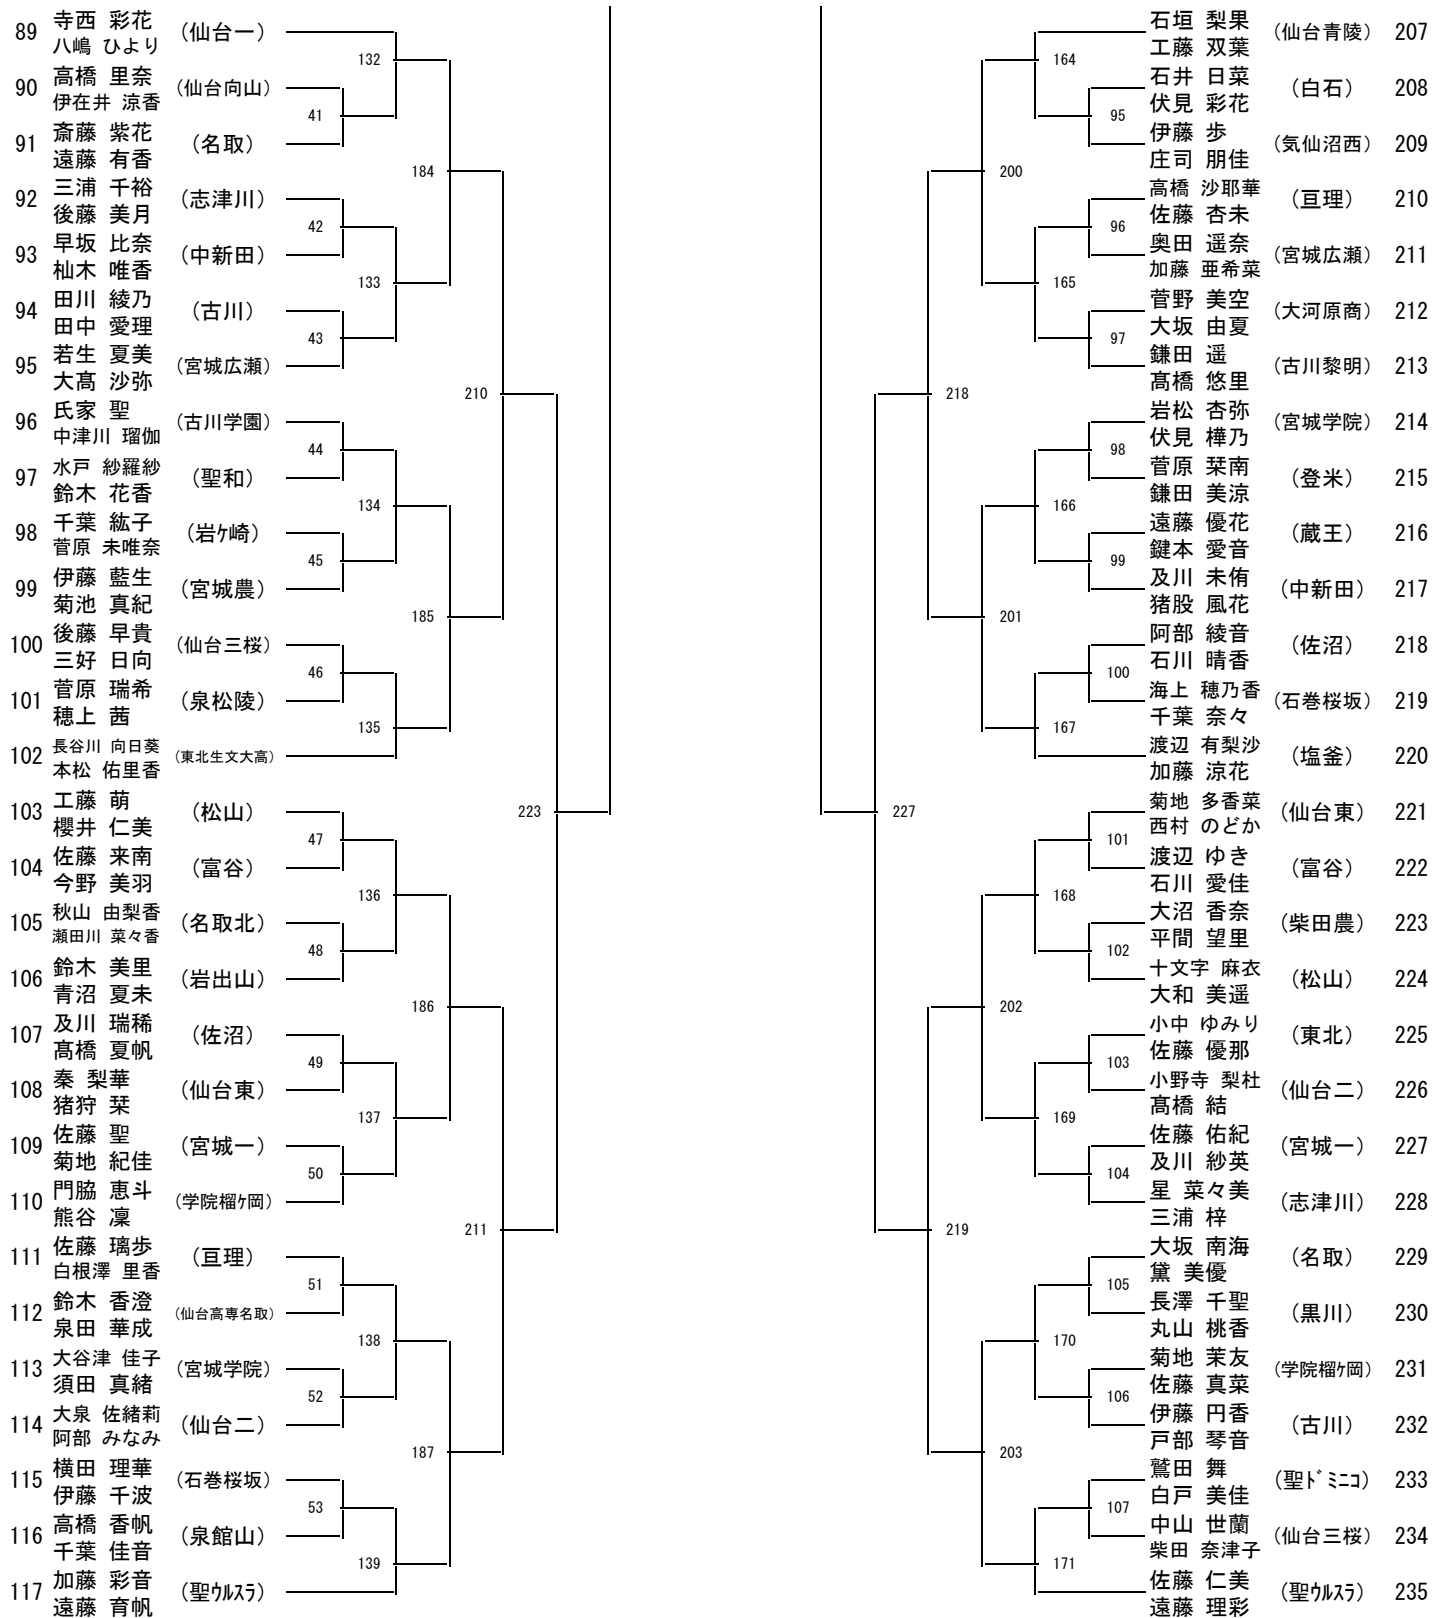 89 寺西 彩花 (仙台一)
八嶋 ひより
90 高橋 里奈 (仙台向山)
伊在井 涼香
91 斎藤 紫花 (名取)
遠藤 有香
92 三浦 千裕 (志津川)
後藤 美月
93 早坂 比奈 (中新田)
杣木 唯香
94 田川 綾乃 (古川)
田中 愛理
95 若生 夏美 (宮城広瀬)
大髙 沙弥
96 氏家 聖 (古川学園)
中津川 瑠伽
97 水戸 紗羅紗 (聖和)
鈴木 花香
98 千葉 紘子 (岩ケ崎)
菅原 未唯奈
99 伊藤 藍生 (宮城農)
菊池 真紀
100 後藤 早貴 (仙台三桜)
三好 日向
101 菅原 瑞希 (泉松陵)
穂上 茜
102 長谷川 向日葵 (東北生文大高)
本松 佑里香
103 工藤 萌 (松山)
櫻井 仁美
104 佐藤 来南 (富谷)
今野 美羽
105 秋山 由梨香 (名取北)
瀬田川 菜々香
106 鈴木 美里 (岩出山)
青沼 夏未
107 及川 瑞稀 (佐沼)
髙橋 夏帆
108 秦 梨華 (仙台東)
猪狩 栞
109 佐藤 聖 (宮城一)
菊地 紀佳
110 門脇 恵斗 (学院榴ケ岡)
熊谷 凜
111 佐藤 璃歩 (亘理)
白根澤 里香
112 鈴木 香澄 (仙台高専名取)
泉田 華成
113 大谷津 佳子 (宮城学院)
須田 真緒
114 大泉 佐緒莉 (仙台二)
阿部 みなみ
115 横田 理華 (石巻桜坂)
伊藤 千波
116 高橋 香帆 (泉館山)
千葉 佳音
117 加藤 彩音 (聖ウルスラ)
遠藤 育帆
132
41
184
42
133
43
210
44
134
45
185
46
135
223
47
136
48
186
49
137
50
211
51
138
52
187
53
139
164
95
200
96
165
97
218
98
166
99
201
100
167
227
101
168
102
202
103
169
104
219
105
170
106
203
107
171
石垣 梨果 (仙台青陵) 207
工藤 双葉
石井 日菜 (白石) 208
伏見 彩花
伊藤 歩 (気仙沼西) 209
庄司 朋佳
高橋 沙耶華 (亘理) 210
佐藤 杏未
奥田 遥奈 (宮城広瀬) 211
加藤 亜希菜
菅野 美空 (大河原商) 212
大坂 由夏
鎌田 遥 (古川黎明) 213
髙橋 悠里
岩松 杏弥 (宮城学院) 214
伏見 樺乃
菅原 栞南 (登米) 215
鎌田 美涼
遠藤 優花 (蔵王) 216
鍵本 愛音
及川 未侑 (中新田) 217
猪股 風花
阿部 綾音 (佐沼) 218
石川 晴香
海上 穂乃香 (石巻桜坂) 219
千葉 奈々
渡辺 有梨沙 (塩釜) 220
加藤 涼花
菊地 多香菜 (仙台東) 221
西村 のどか
渡辺 ゆき (富谷) 222
石川 愛佳
大沼 香奈 (柴田農) 223
平間 望里
十文字 麻衣 (松山) 224
大和 美遥
小中 ゆみり (東北) 225
佐藤 優那
小野寺 梨杜 (仙台二) 226
髙橋 結
佐藤 佑紀 (宮城一) 227
及川 紗英
星 菜々美 (志津川) 228
三浦 梓
大坂 南海 (名取) 229
黛 美優
長澤 千聖 (黒川) 230
丸山 桃香
菊地 茉友 (学院榴ケ岡) 231
佐藤 真菜
伊藤 円香 (古川) 232
戸部 琴音
鷲田 舞 (聖ドミニコ) 233
白戸 美佳
中山 世蘭 (仙台三桜) 234
柴田 奈津子
佐藤 仁美 (聖ウルスラ) 235
遠藤 理彩